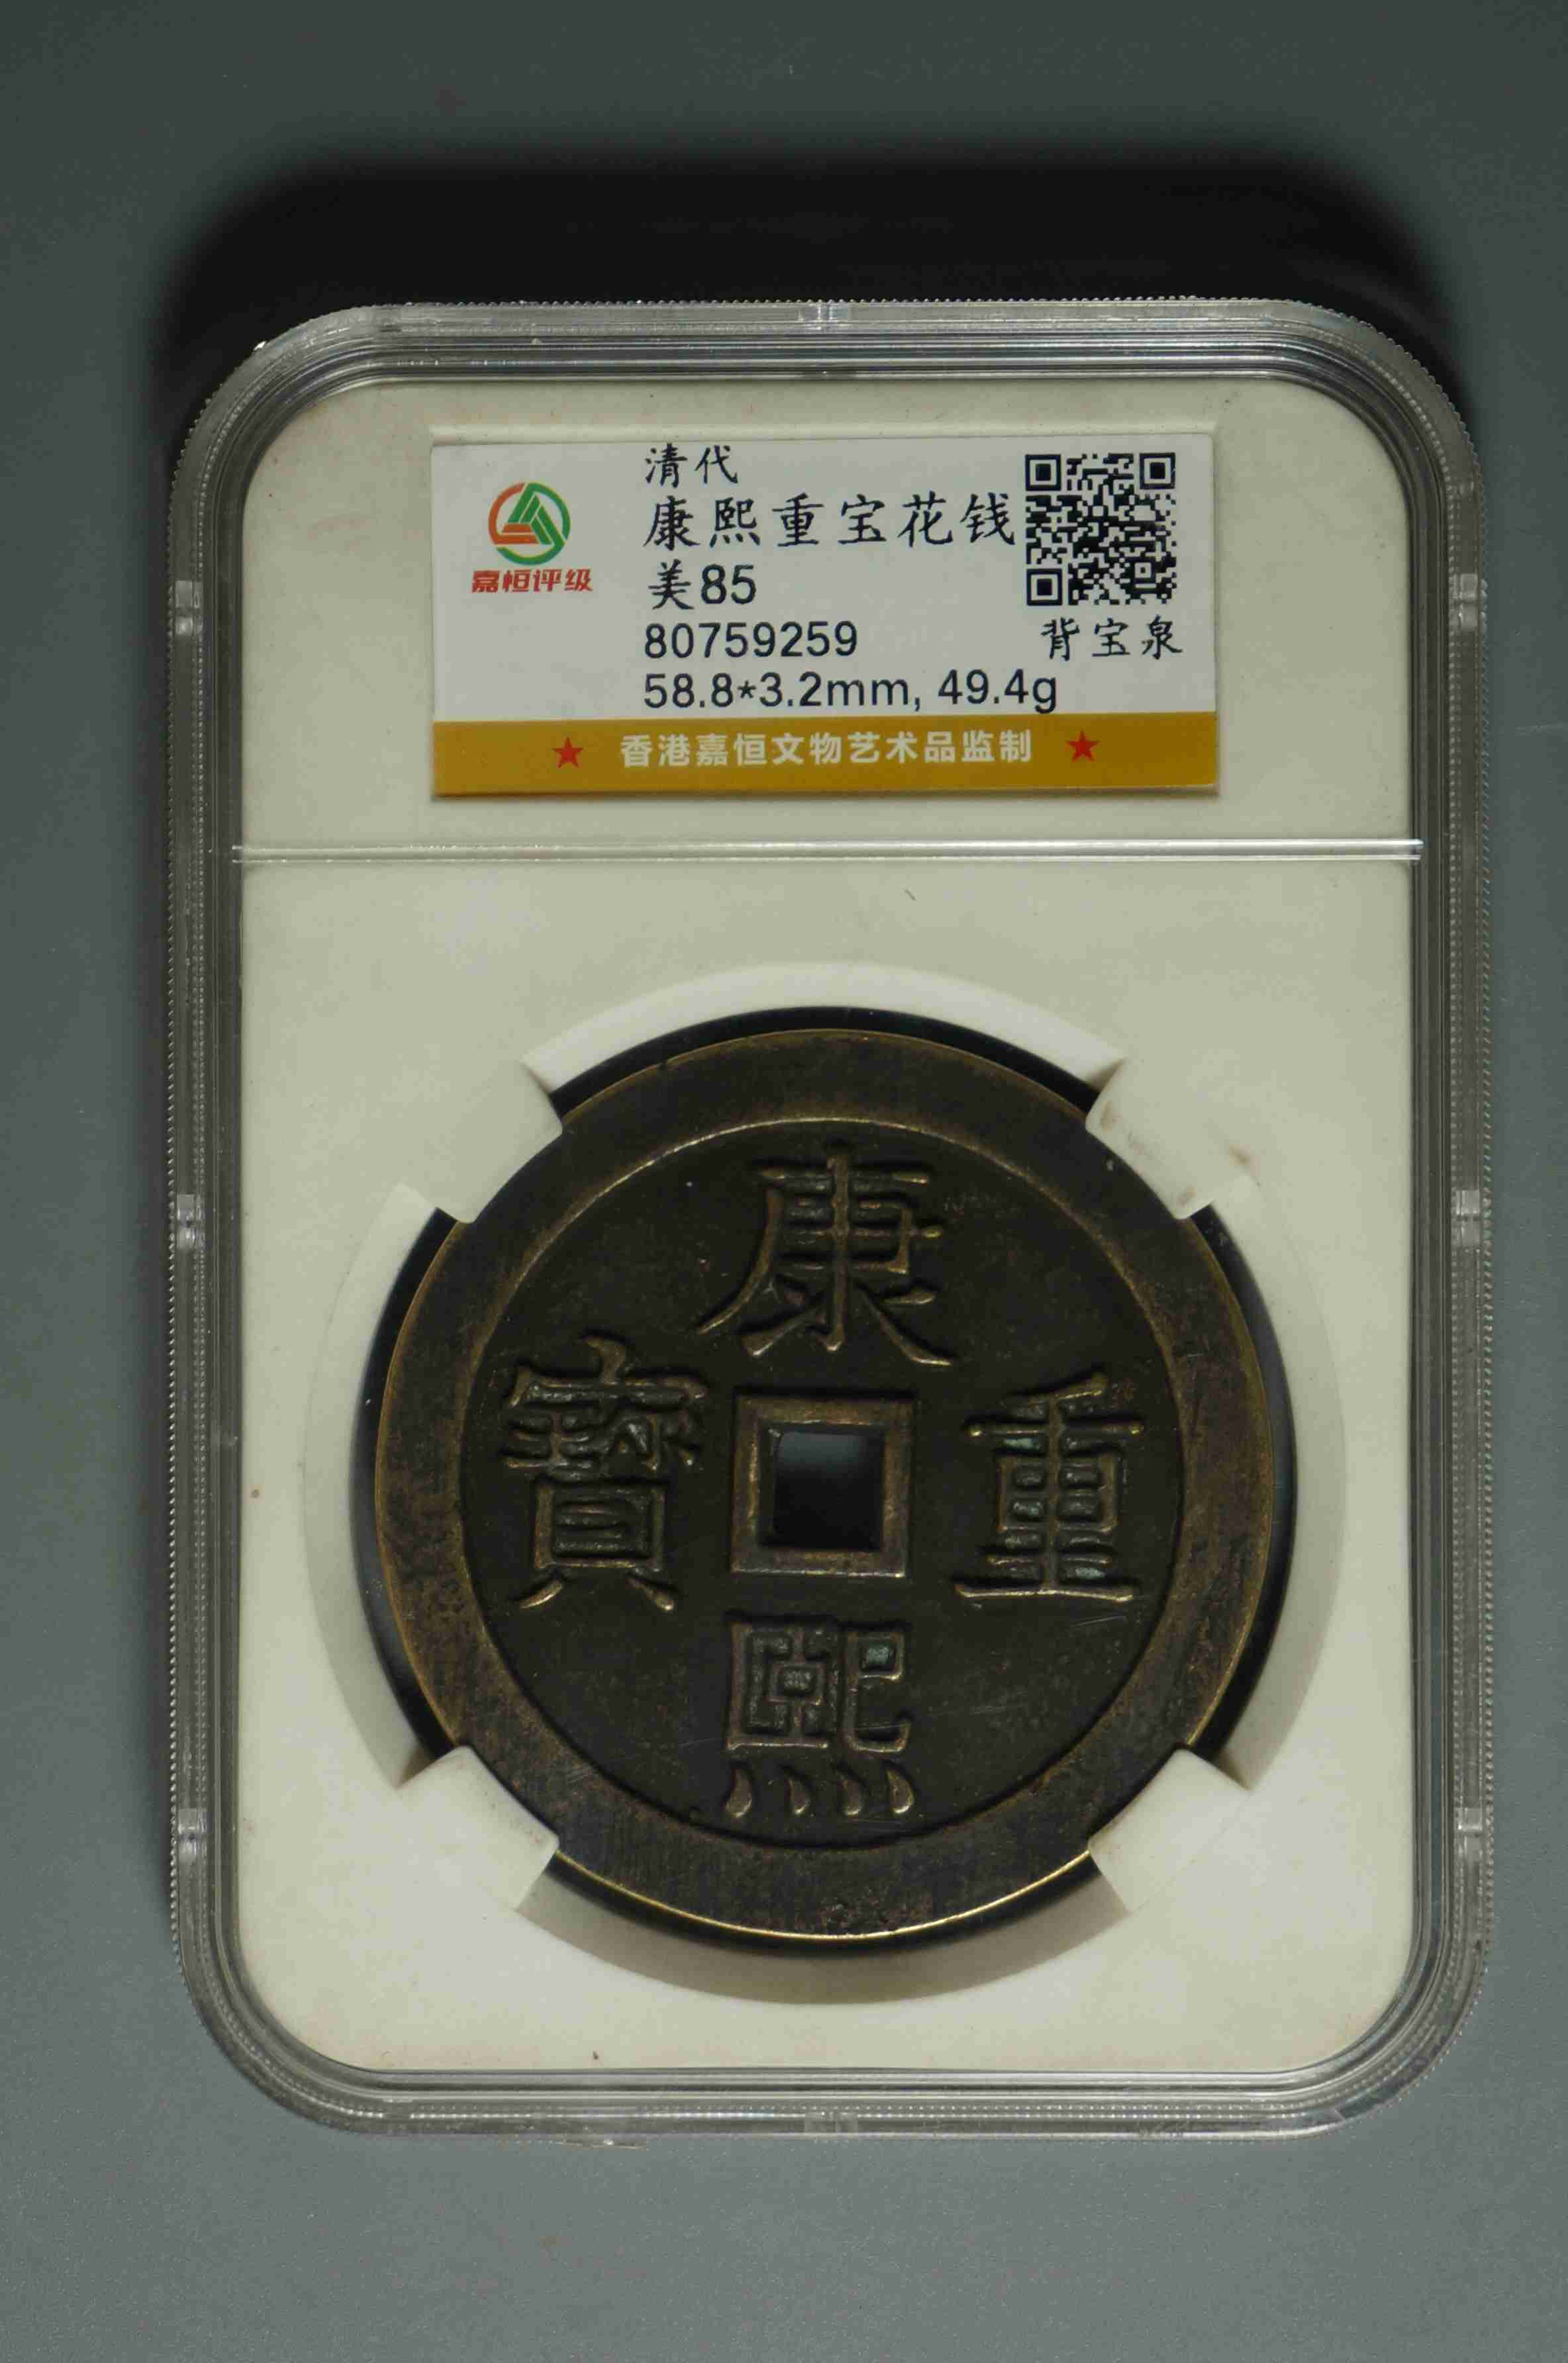 嘉恒评级
清代
康熙重宝花钱
美85
80759259
背宝泉
58.8*3.2mm, 49.4g
★ 香港嘉恒文物艺术品监制 ★
康熙重寶